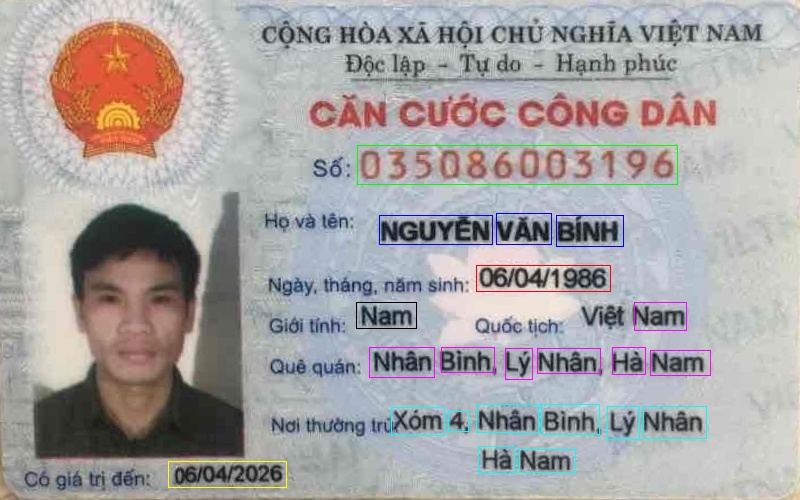 CỘNG HÒA XÃ HỘI CHỦ NGHĨA VIỆT NAM
Độc lập - Tự do - Hạnh phúc
CĂN CƯỚC CÔNG DÂN
Số: 035086003196
Họ và tên: NGUYỄN VĂN BÍNH
Ngày, tháng, năm sinh: 06/04/1986
Giới tính: Nam Quốc tịch: Việt Nam
Quê quán: Nhân Bình, Lý Nhân, Hà Nam
Nơi thường trú: Xóm 4, Nhân Bình, Lý Nhân
Hà Nam
Có giá trị đến: 06/04/2026